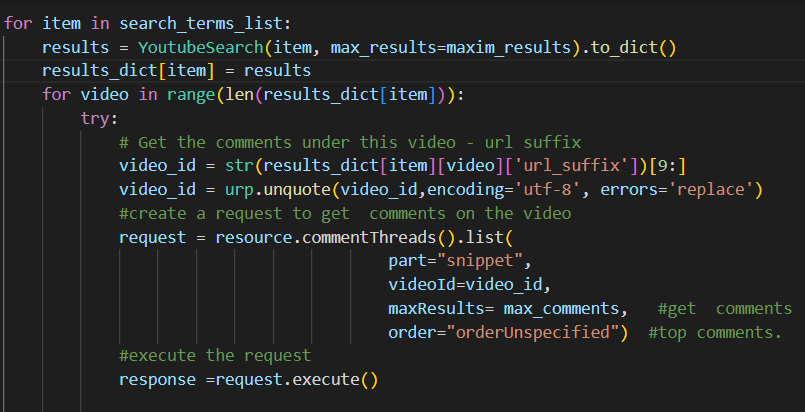 for item in search_terms_list:
    results = YoutubeSearch(item, max_results=maxim_results).to_dict()
    results_dict[item] = results
    for video in range(len(results_dict[item])):
        try:
            # Get the comments under this video - url suffix
            video_id = str(results_dict[item][video]['url_suffix'])[9:]
            video_id = urp.unquote(video_id,encoding='utf-8', errors='replace')
            #create a request to get  comments on the video
            request = resource.commentThreads().list(
                                        part="snippet",
                                        videoId=video_id,
                                        maxResults= max_comments,   #get  comments
                                        order="orderUnspecified")  #top comments.
            #execute the request
            response =request.execute()